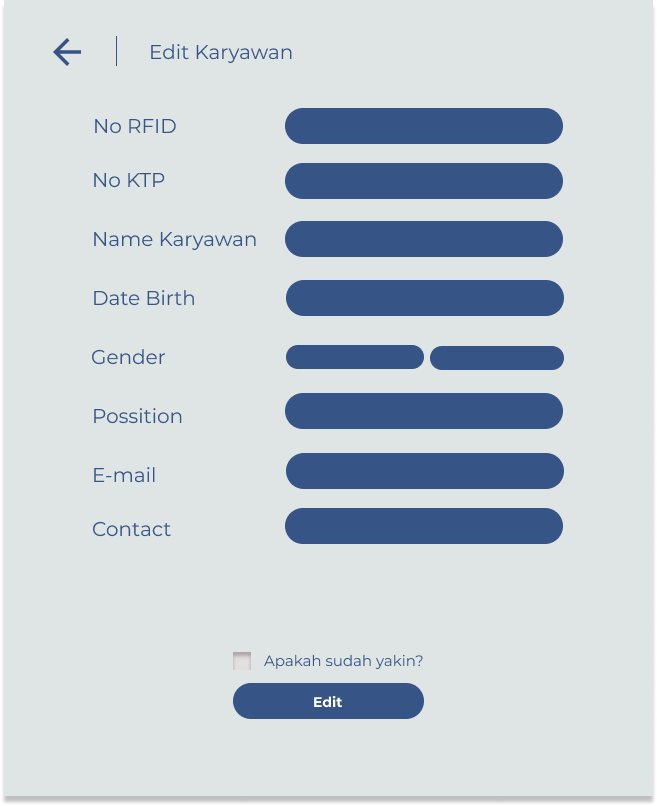 Edit Karyawan
No RFID
No KTP
Name Karyawan
Date Birth
Gender
Possition
E-mail
Contact
Apakah sudah yakin?
Edit